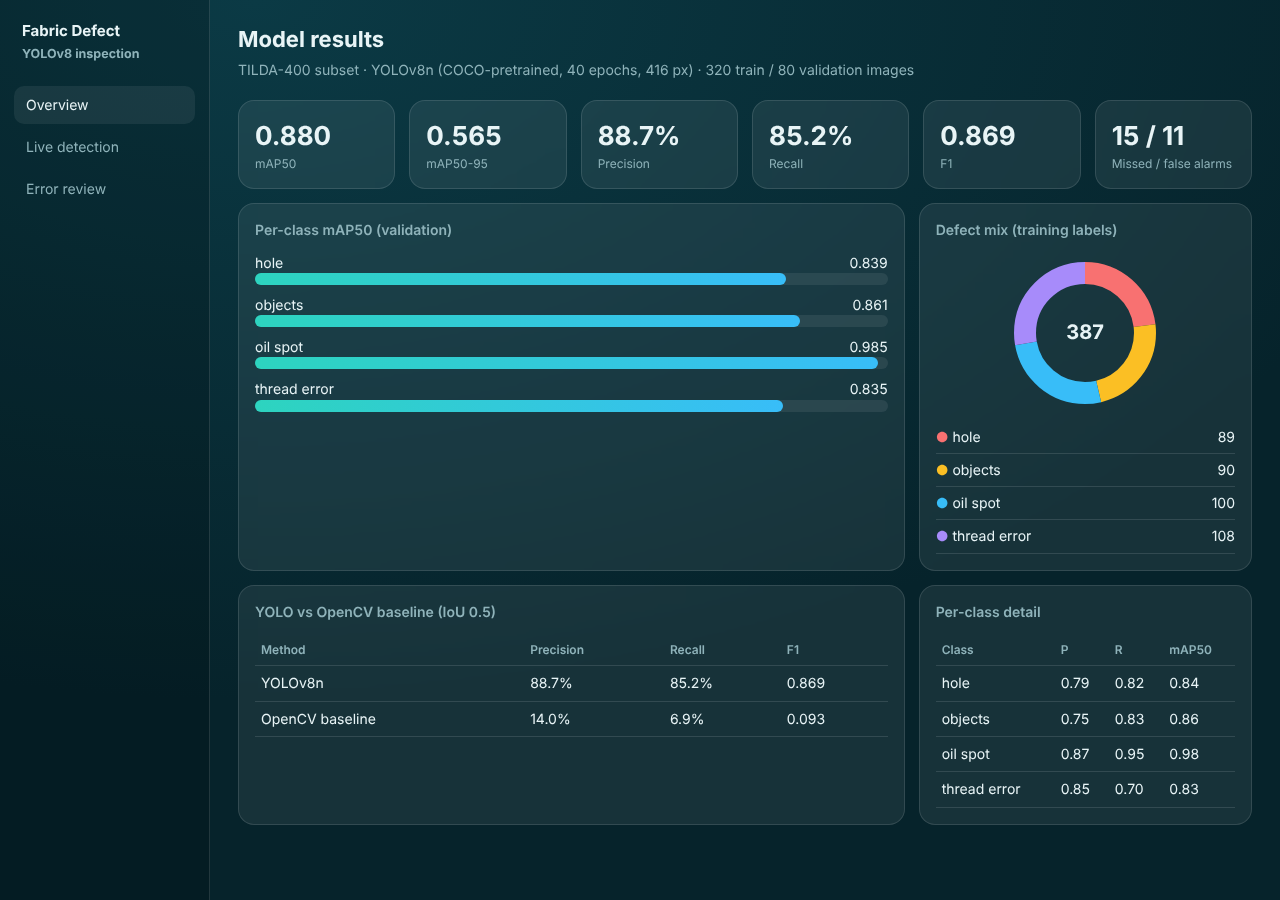 Fabric Defect
YOLOv8 inspection
Overview
Live detection
Error review
Model results
TILDA-400 subset · YOLOv8n (COCO-pretrained, 40 epochs, 416 px) · 320 train / 80 validation images
0.880
mAP50
0.565
mAP50-95
88.7%
Precision
85.2%
Recall
0.869
F1
15 / 11
Missed / false alarms
Per-class mAP50 (validation)
hole 0.839
objects 0.861
oil spot 0.985
thread error 0.835
Defect mix (training labels)
387
hole 89
objects 90
oil spot 100
thread error 108
YOLO vs OpenCV baseline (IoU 0.5)
Method Precision Recall F1
YOLOv8n 88.7% 85.2% 0.869
OpenCV baseline 14.0% 6.9% 0.093
Per-class detail
Class P R mAP50
hole 0.79 0.82 0.84
objects 0.75 0.83 0.86
oil spot 0.87 0.95 0.98
thread error 0.85 0.70 0.83